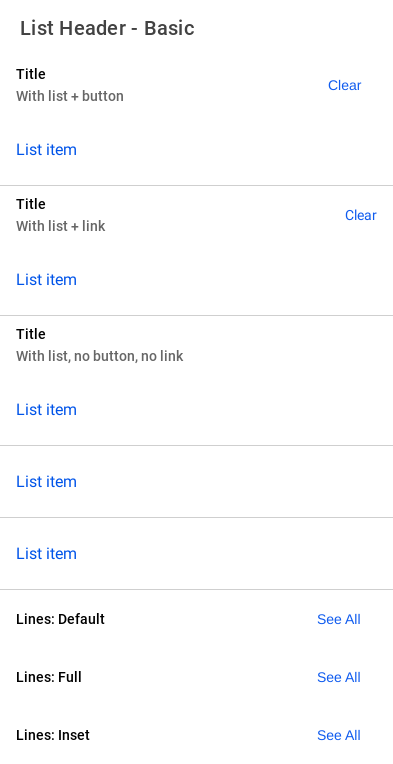 List Header - Basic
Title
With list + button
Clear
List item
Title
With list + link
Clear
List item
Title
With list, no button, no link
List item
List item
List item
Lines: Default
See All
Lines: Full
See All
Lines: Inset
See All